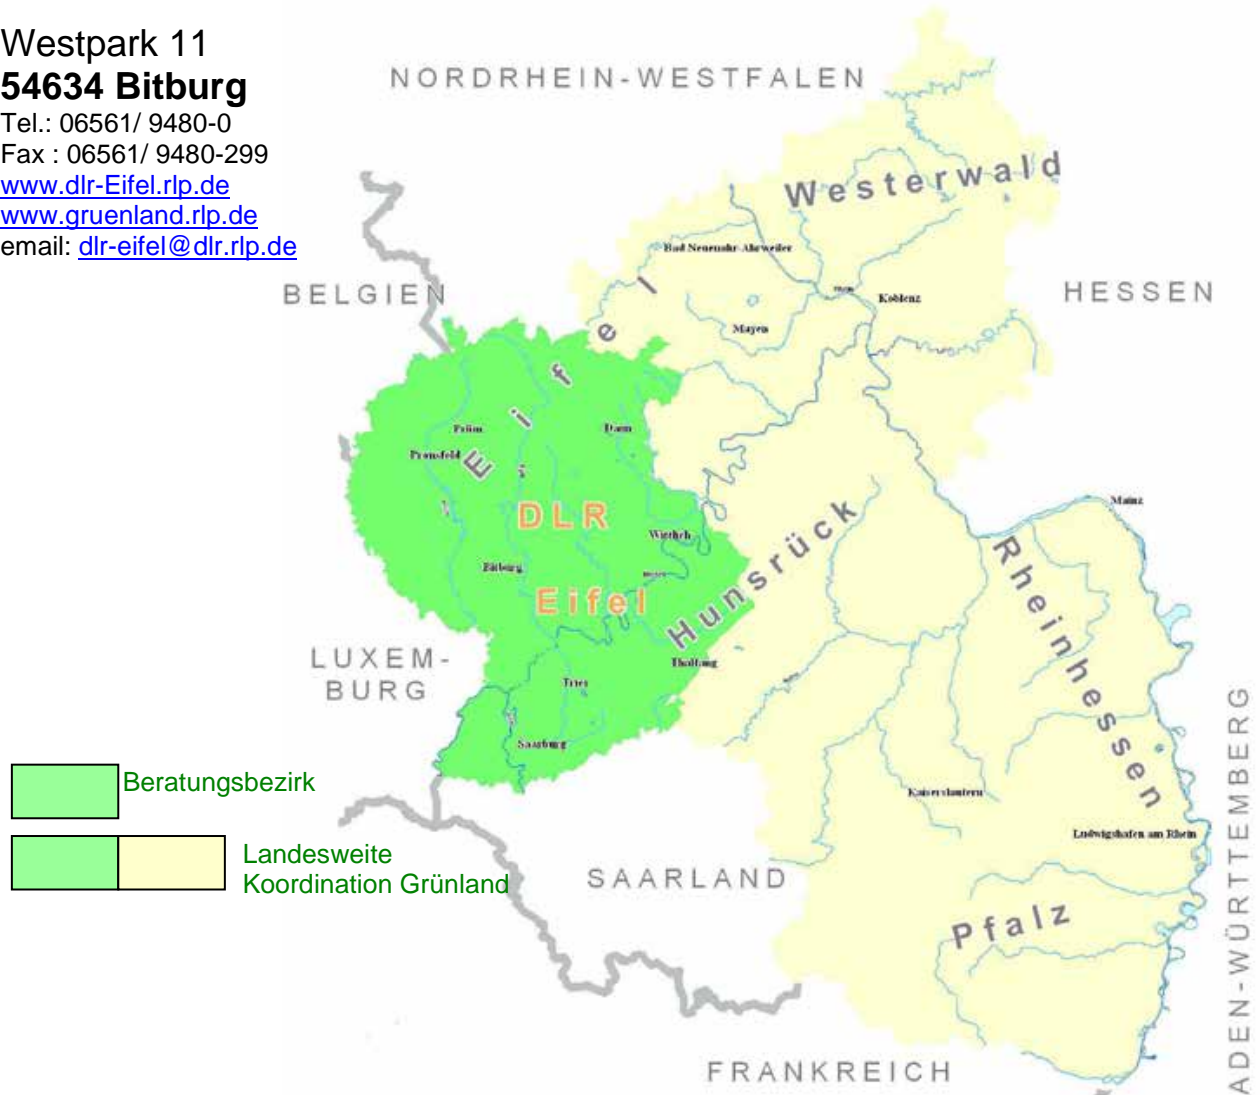 Westpark 11
54634 Bitburg
Tel.: 06561/ 9480-0
Fax : 06561/ 9480-299
www.dlr-Eifel.rlp.de
www.gruenland.rlp.de
email: dlr-eifel@dlr.rlp.de
NORDRHEIN-WESTFALEN
Westerwald
BELGIEN
HESSEN
Bad Neuenahr-Ahrweiler
Koblenz
Mayen
Eifel
Prüm
Daun
Pronsfeld
DLR
Eifel
Wittlich
Bitburg
Hunsrück
Mainz
Rheinhessen
LUXEM-
BURG
Thalfang
Trier
Saarburg
Kaiserslautern
Ludwigshafen am Rhein
Beratungsbezirk
Landesweite
Koordination Grünland
SAARLAND
Pfalz
FRANKREICH
ADEN-WÜRTTEMBERG